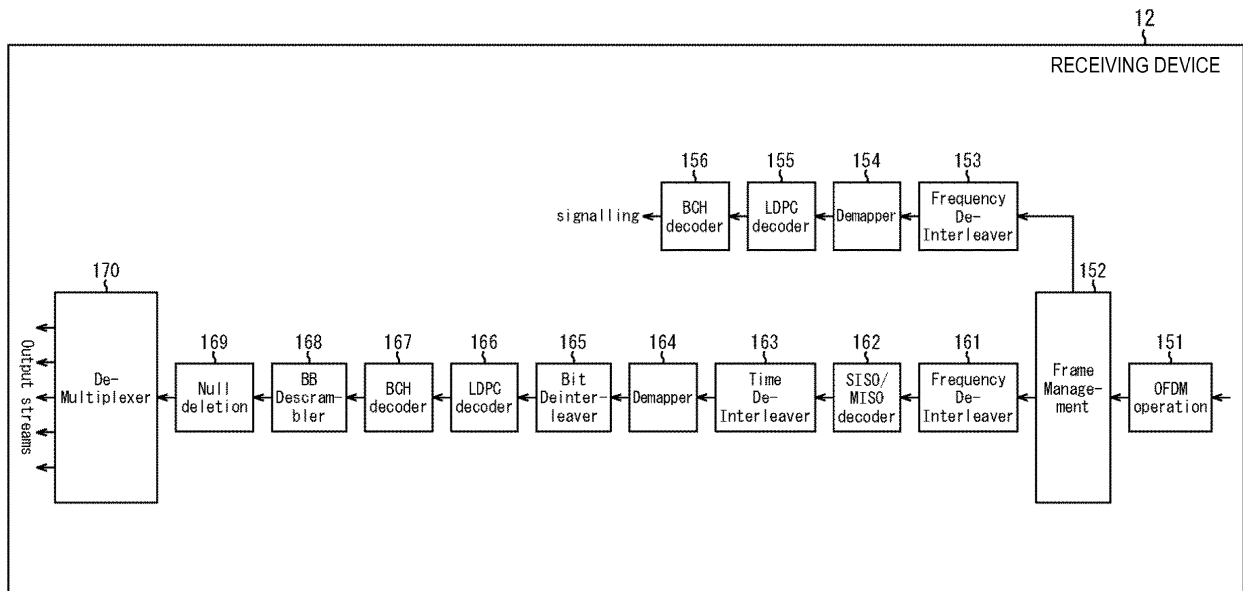 12
RECEIVING DEVICE
156
155
154
153
signalling
BCH
decoder
LDPC
decoder
Demapper
Frequency
De-
Interleaver
170
152
De-
Multiplexer
Output streams
169
168
167
166
165
164
163
162
161
151
Null
deletion
BB
Descram-
bler
BCH
decoder
LDPC
decoder
Bit
Deinter-
leaver
Demapper
Time
De-
Interleaver
SISO/
MISO
decoder
Frequency
De-
Interleaver
Frame
Manage-
ment
OFDM
operation